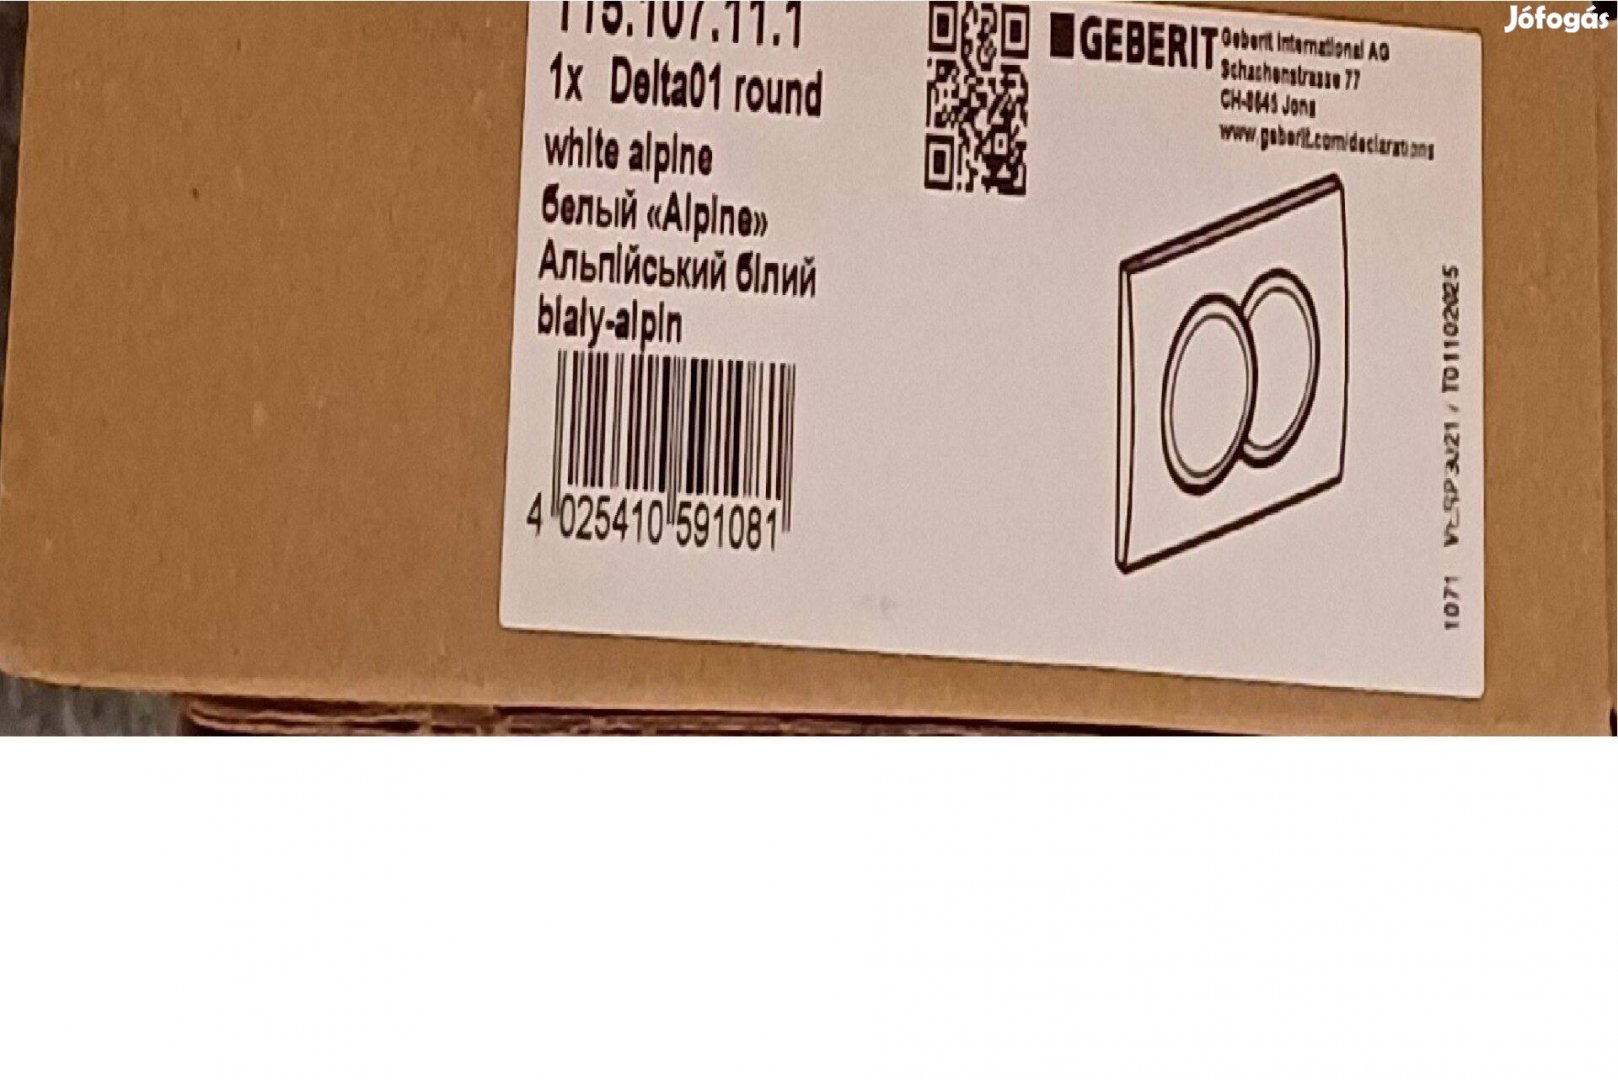 Jófogás
115.107.11.1
1x Delta01 round
white alpine
белый «Alpine»
Альпійський білий
biały-alpin
4 025410 591081
GEBERIT
Geberit International AG
Schachenstrasse 77
CH-8645 Jona
www.geberit.com/declarations
1071 / T01102025